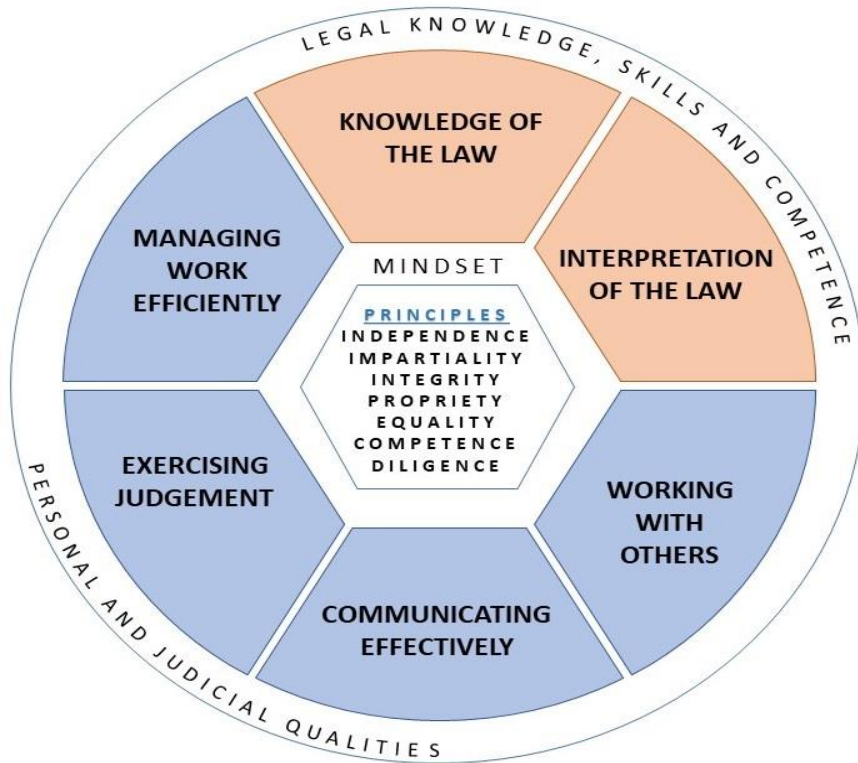 LEGAL KNOWLEDGE, SKILLS AND COMPETENCE
KNOWLEDGE OF
THE LAW
INTERPRETATION
OF THE LAW
MANAGING
WORK
EFFICIENTLY
MINDSET
PRINCIPLES
INDEPENDENCE
IMPARTIALITY
INTEGRITY
PROPRIETY
EQUALITY
COMPETENCE
DILIGENCE
EXERCISING
JUDGEMENT
WORKING
WITH
OTHERS
COMMUNICATING
EFFECTIVELY
PERSONAL AND JUDICIAL QUALITIES